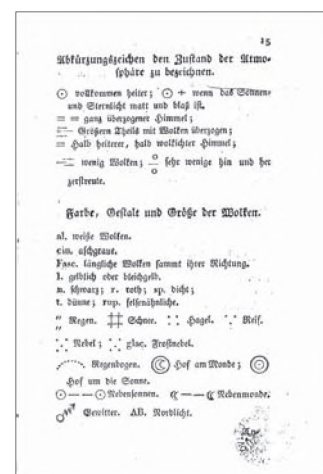 15
Abkürzungszeichen den Zustand der Atmo-
sphäre zu bezeichnen.
☉ vollkommen heiter; ☉ + wenn das Sonnen-
und Sternlicht matt und blaß ist.
= = ganz überzogener Himmel;
Größern Theils mit Wolken überzogen;
= Halb heiterer, halb wolkichter Himmel;
wenig Wolken; sehr wenige hin und her
zerstreute.
Farbe, Gestalt und Größe der Wolken.
al. weiße Wolken.
cin. aschgraue.
Fasc. längliche Wolken sammt ihrer Richtung.
l. gelblich oder bleichgelb.
n. schwarz; r. roth; sp. dicht;
t. dünne; rup. felsenähnliche.
Regen. Schnee. Hagel. Reif.
Nebel; glac. Frostnebel.
Regenbogen. Hof am Monde;
Hof um die Sonne.
☉——☉ Nebensonnen. ☾——☾ Nebenmonde.
Gewitter. AB. Nordlicht.